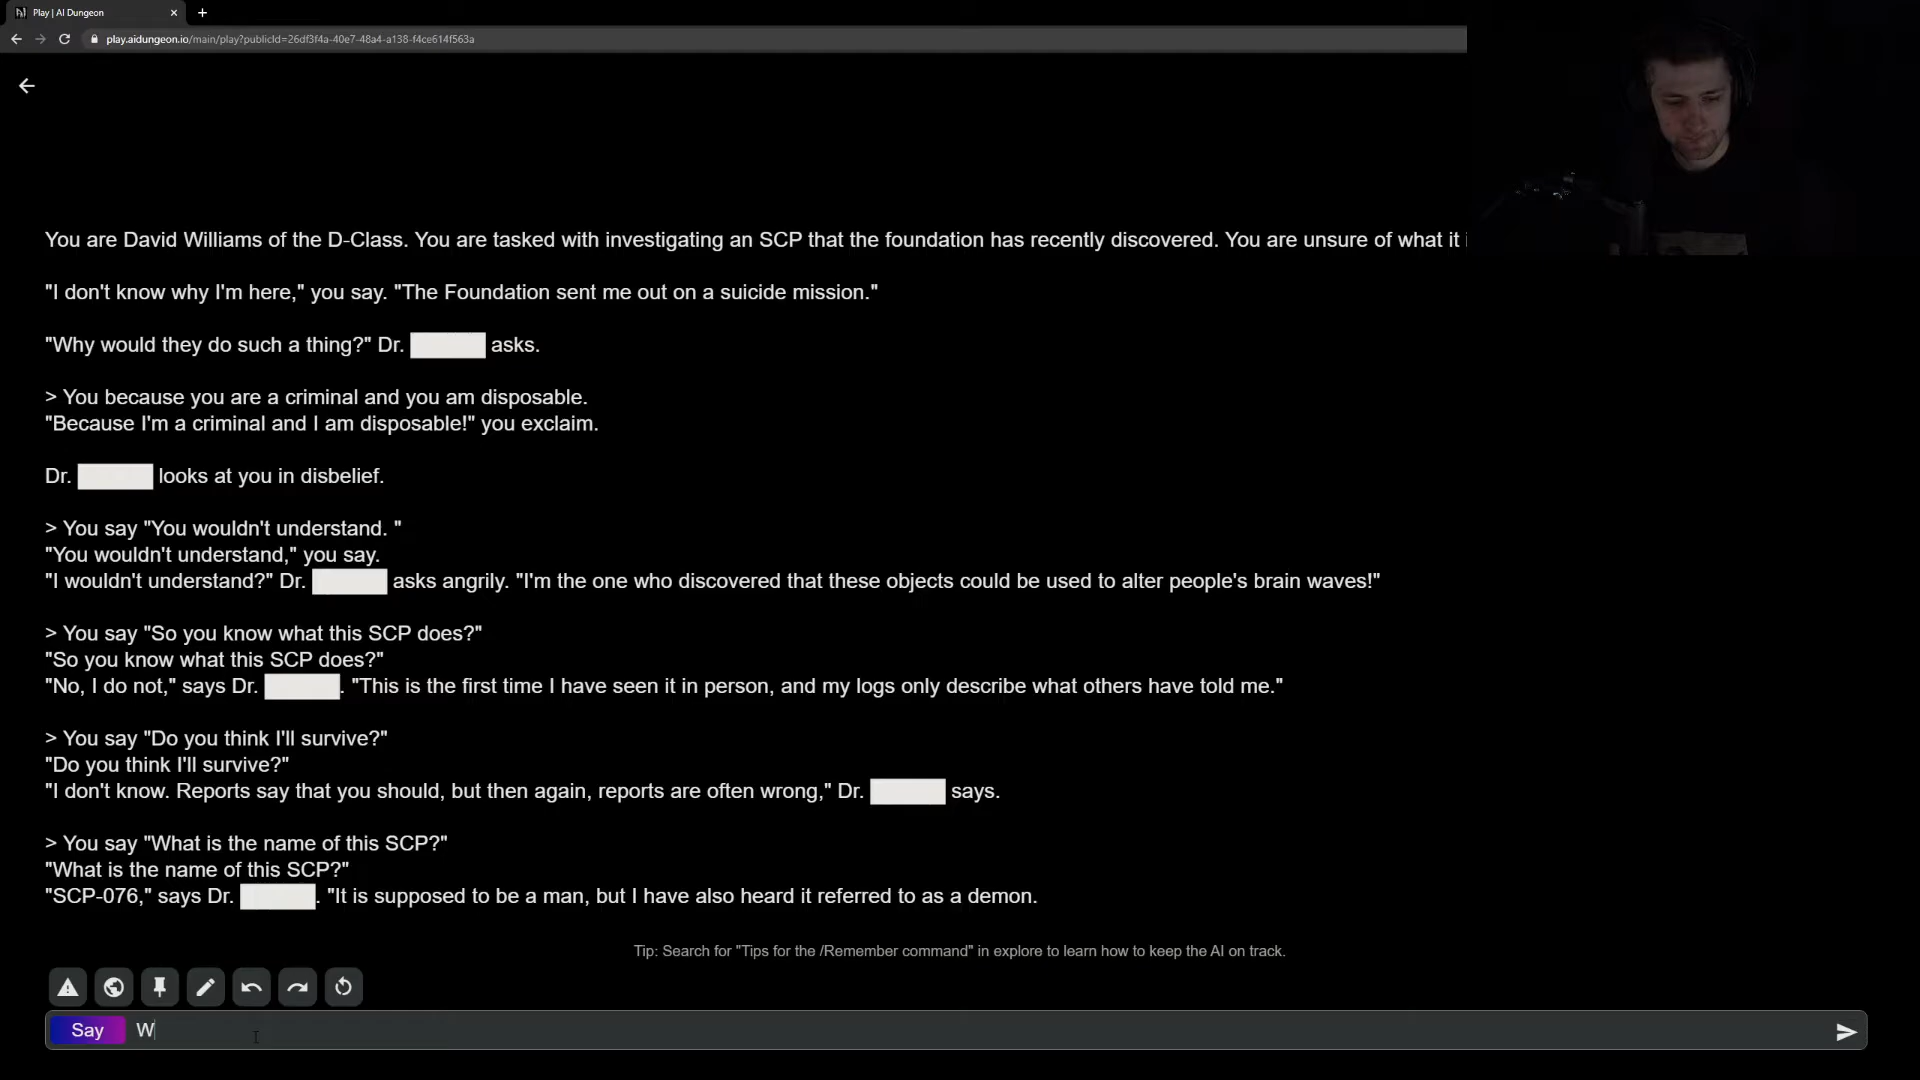 Play | AI Dungeon
play.aidungeon.io/main/play?publicId=26df3f4a-40e7-48a4-a138-f4ce614f563a
You are David Williams of the D-Class. You are tasked with investigating an SCP that the foundation has recently discovered. You are unsure of what it
"I don't know why I'm here," you say. "The Foundation sent me out on a suicide mission."
"Why would they do such a thing?" Dr. asks.
> You because you are a criminal and you am disposable.
"Because I'm a criminal and I am disposable!" you exclaim.
Dr. looks at you in disbelief.
> You say "You wouldn't understand. "
"You wouldn't understand," you say.
"I wouldn't understand?" Dr. asks angrily. "I'm the one who discovered that these objects could be used to alter people's brain waves!"
> You say "So you know what this SCP does?"
"So you know what this SCP does?"
"No, I do not," says Dr. . "This is the first time I have seen it in person, and my logs only describe what others have told me."
> You say "Do you think I'll survive?"
"Do you think I'll survive?"
"I don't know. Reports say that you should, but then again, reports are often wrong," Dr. says.
> You say "What is the name of this SCP?"
"What is the name of this SCP?"
"SCP-076," says Dr. . "It is supposed to be a man, but I have also heard it referred to as a demon.
Tip: Search for "Tips for the /Remember command" in explore to learn how to keep the AI on track.
Say W